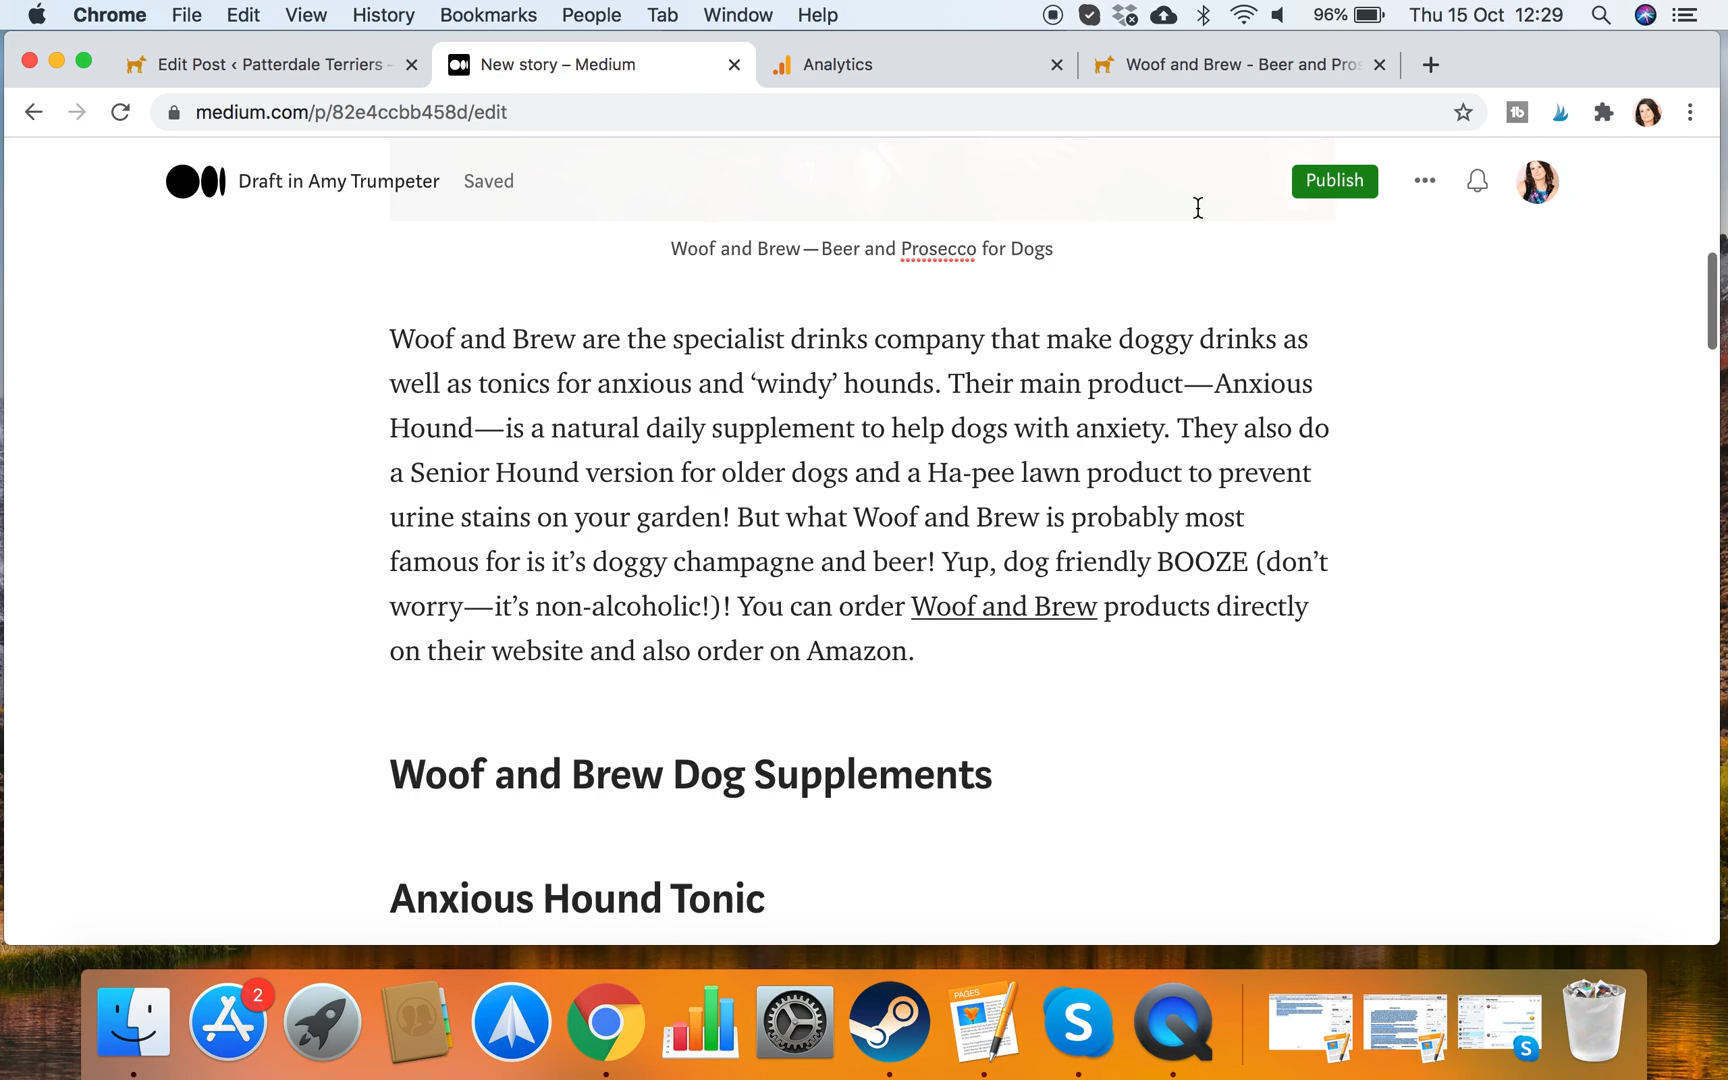 Chrome File Edit View History Bookmarks People Tab Window Help 96% Thu 15 Oct 12:29
Edit Post ‹ Patterdale Terriers – New story – Medium Analytics Woof and Brew - Beer and Pros
medium.com/p/82e4ccbb458d/edit
Draft in Amy Trumpeter Saved Publish
Woof and Brew — Beer and Prosecco for Dogs
Woof and Brew are the specialist drinks company that make doggy drinks as
well as tonics for anxious and ‘windy’ hounds. Their main product — Anxious
Hound — is a natural daily supplement to help dogs with anxiety. They also do
a Senior Hound version for older dogs and a Ha-pee lawn product to prevent
urine stains on your garden! But what Woof and Brew is probably most
famous for is it’s doggy champagne and beer! Yup, dog friendly BOOZE (don’t
worry — it’s non-alcoholic!)! You can order Woof and Brew products directly
on their website and also order on Amazon.
Woof and Brew Dog Supplements
Anxious Hound Tonic
2
PAGES